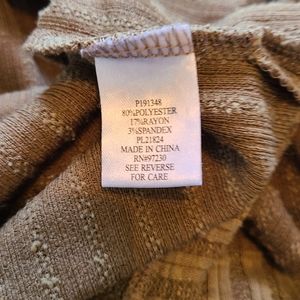 P191348
80%POLYESTER
17%RAYON
3%SPANDEX
PL21824
MADE IN CHINA
RN#97230
SEE REVERSE
FOR CARE